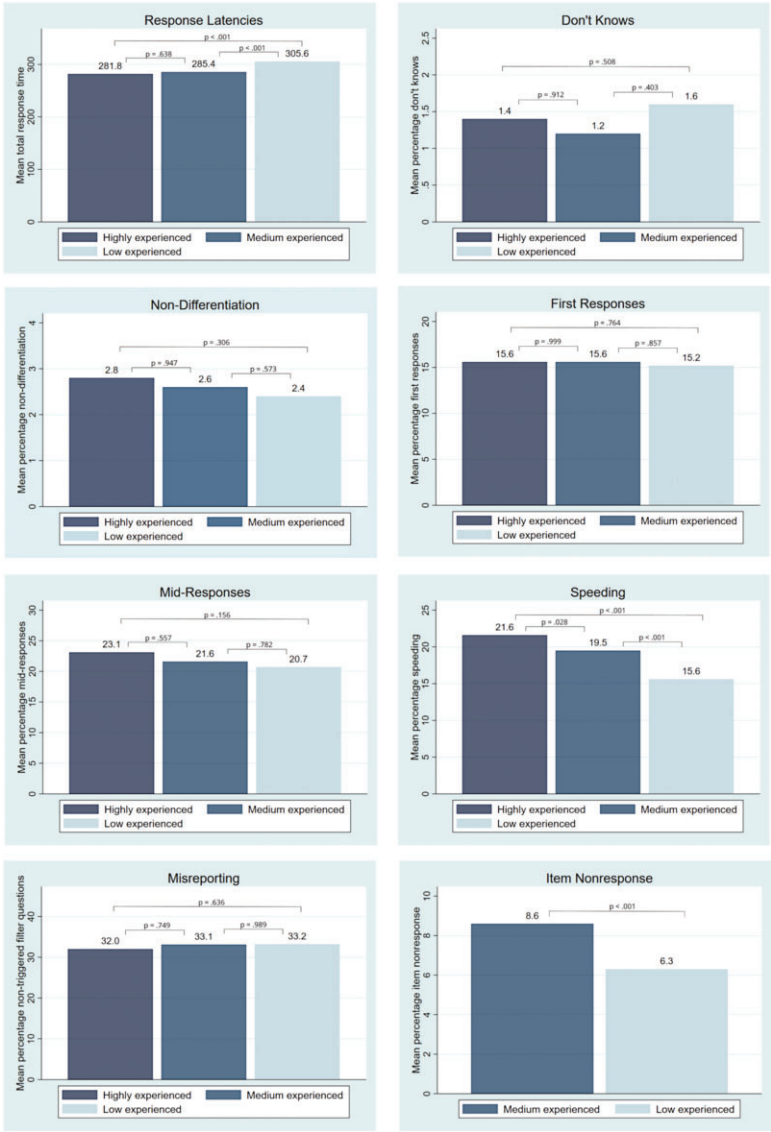 Response Latencies
Mean total response time
0
100
200
300
p < .001
p = .638
p < .001
281.8
285.4
305.6
Highly experienced
Medium experienced
Low experienced
Don't Knows
Mean percentage don't knows
0
.5
1
1.5
2
2.5
p = .508
p = .912
p = .403
1.4
1.2
1.6
Highly experienced
Medium experienced
Low experienced
Non-Differentiation
Mean percentage non-differentiation
0
1
2
3
4
p = .306
p = .947
p = .573
2.8
2.6
2.4
Highly experienced
Medium experienced
Low experienced
First Responses
Mean percentage first responses
0
5
10
15
20
p = .764
p = .999
p = .857
15.6
15.6
15.2
Highly experienced
Medium experienced
Low experienced
Mid-Responses
Mean percentage mid-responses
0
5
10
15
20
25
30
p = .156
p = .557
p = .782
23.1
21.6
20.7
Highly experienced
Medium experienced
Low experienced
Speeding
Mean percentage speeding
0
5
10
15
20
25
p < .001
p = .028
p < .001
21.6
19.5
15.6
Highly experienced
Medium experienced
Low experienced
Misreporting
Mean percentage non-triggered filter questions
0
10
20
30
40
p = .636
p = .749
p = .989
32.0
33.1
33.2
Highly experienced
Medium experienced
Low experienced
Item Nonresponse
Mean percentage item nonresponse
0
2
4
6
8
10
p < .001
8.6
6.3
Medium experienced
Low experienced